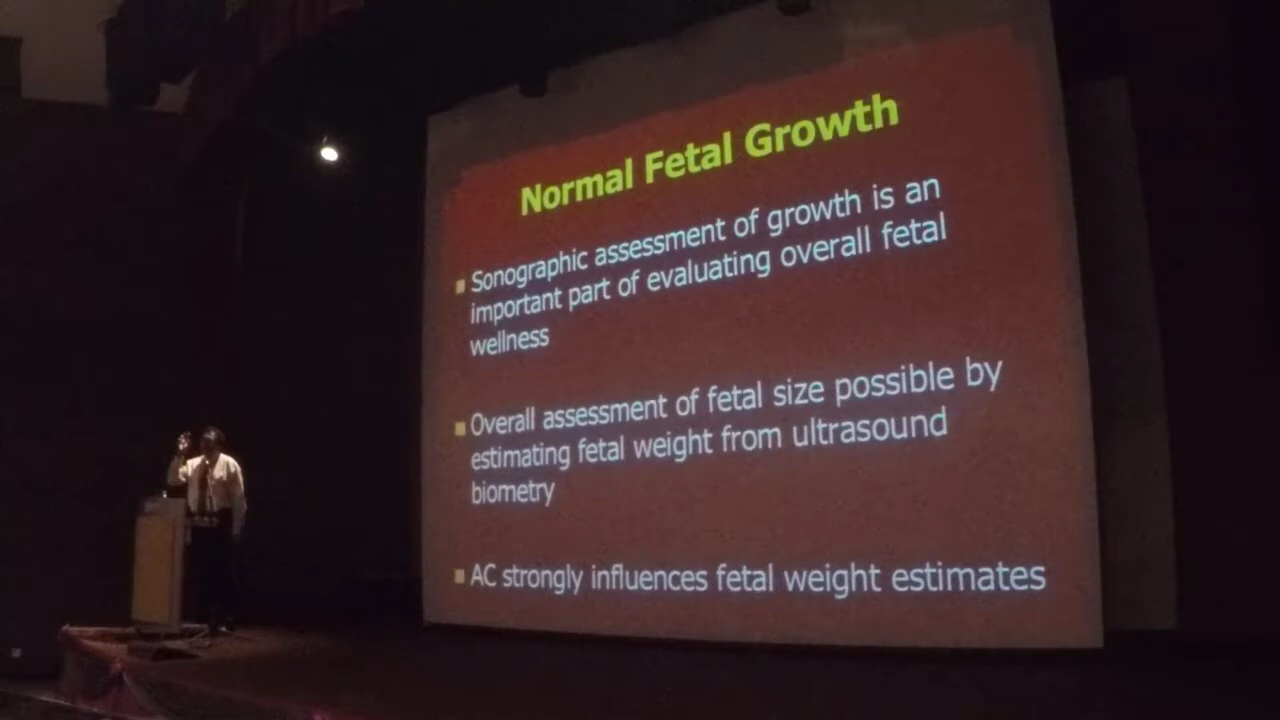 Normal Fetal Growth
Sonographic assessment of growth is an
important part of evaluating overall fetal
wellness
Overall assessment of fetal size possible by
estimating fetal weight from ultrasound
biometry
AC strongly influences fetal weight estimates